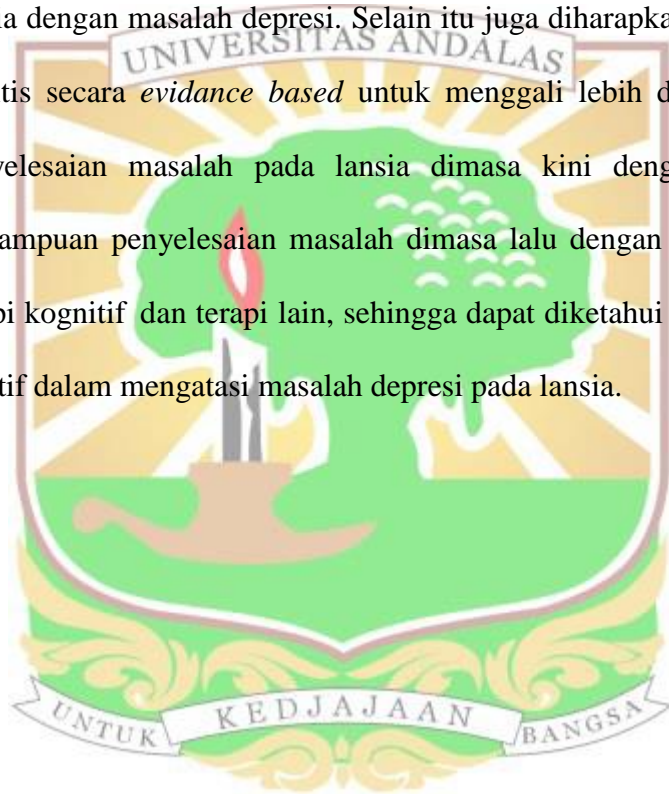 a dengan masalah depresi. Selain itu juga diharapka
UNIVERSITAS ANDALAS
tis secara evidance based untuk menggali lebih d
yelesaian masalah pada lansia dimasa kini deng
ampuan penyelesaian masalah dimasa lalu dengan
pi kognitif dan terapi lain, sehingga dapat diketahui
tif dalam mengatasi masalah depresi pada lansia.
UNTUK KEDJAJAAN BANGSA